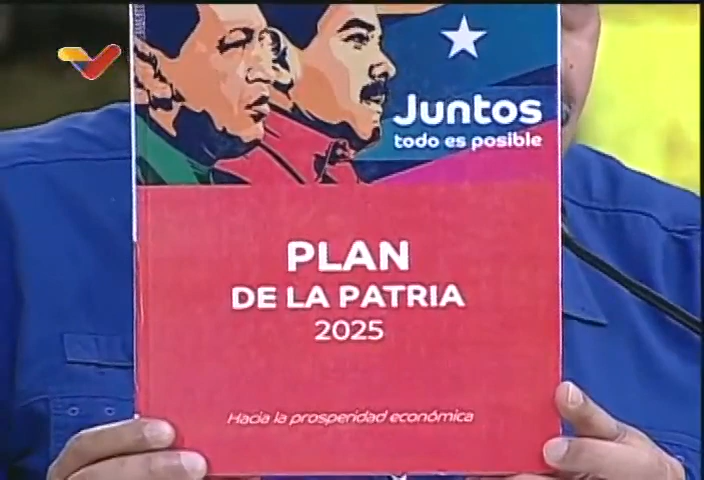 Juntos
todo es posible
PLAN
DE LA PATRIA
2025
Hacia la prosperidad económica